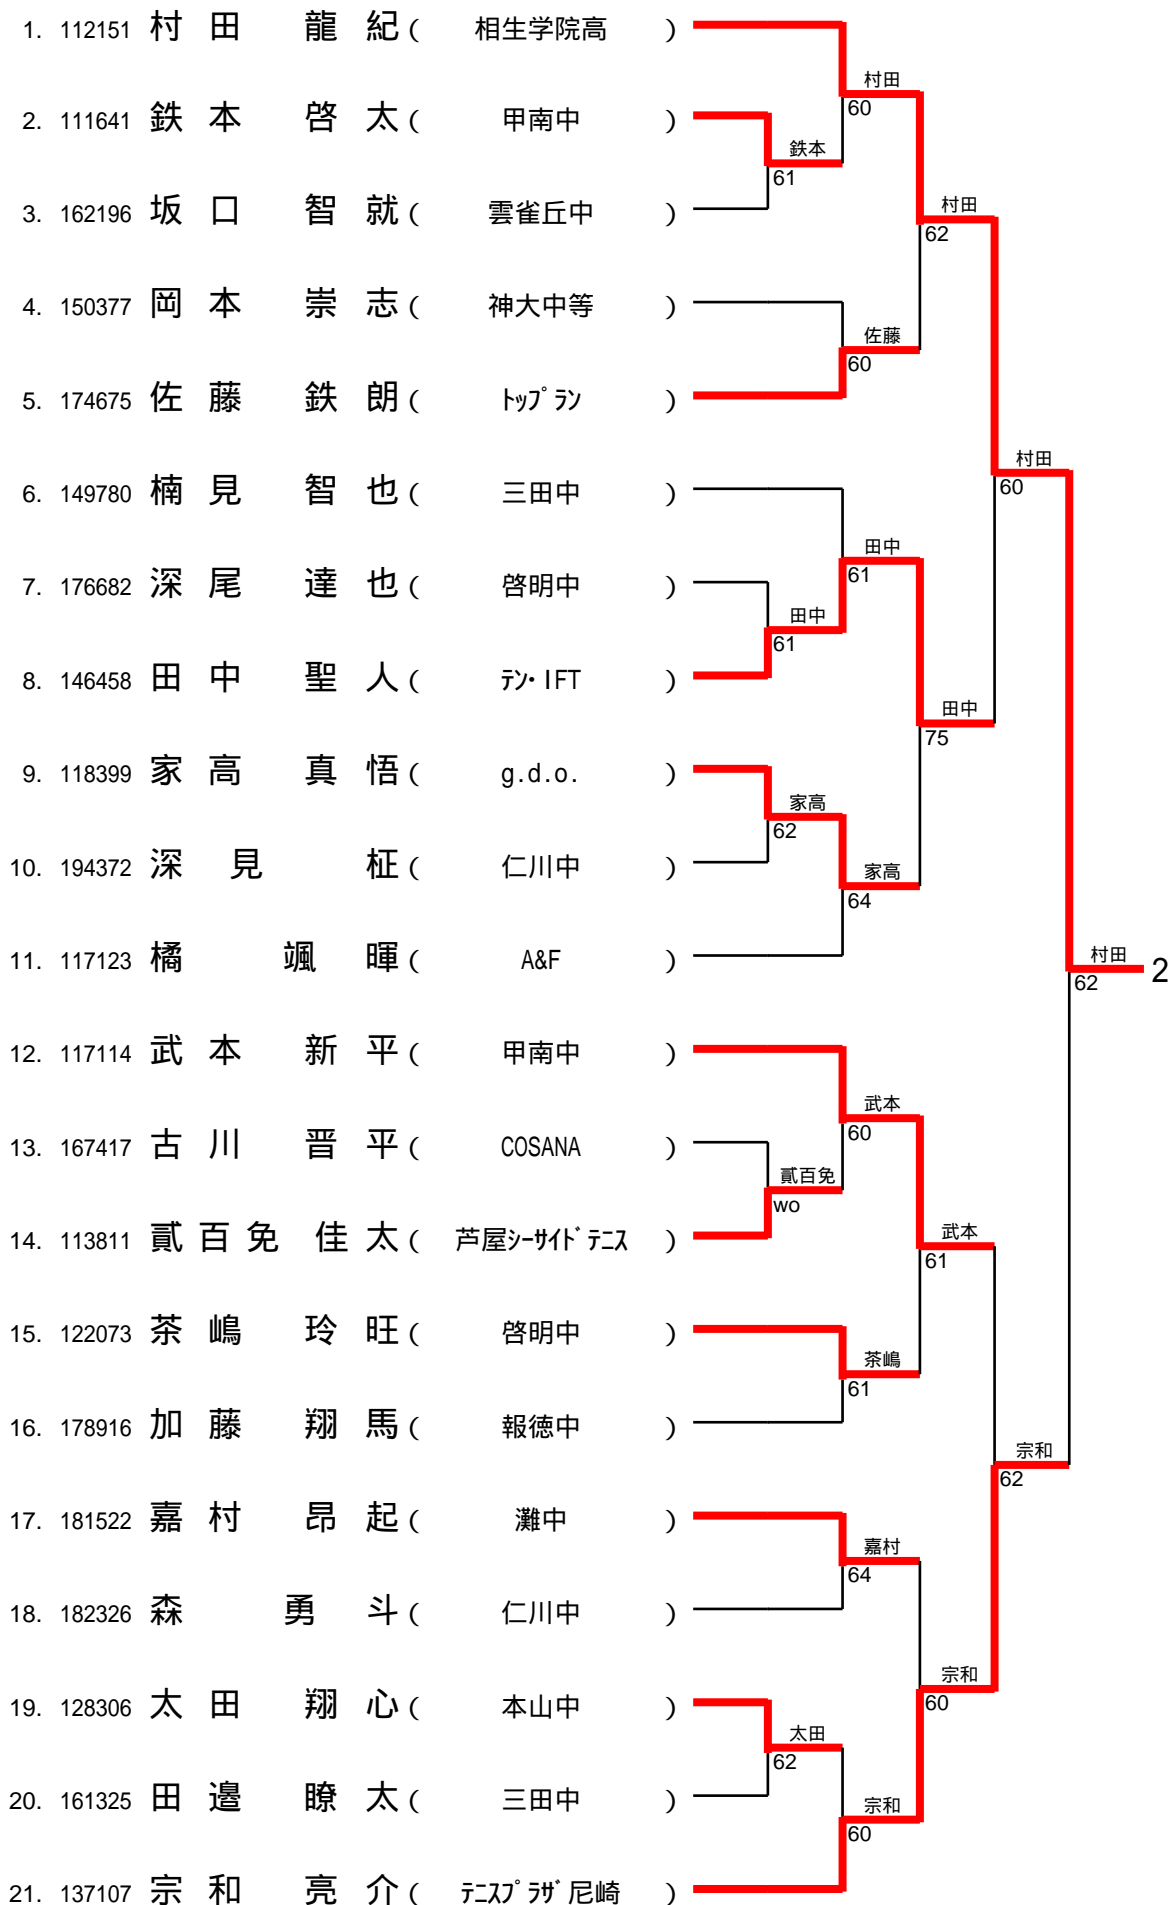 1. 112151 村田 龍紀 ( 相生学院高 )
村田
60
2. 111641 鉄本 啓太 ( 甲南中 )
鉄本
61
3. 162196 坂口 智就 ( 雲雀丘中 )
村田
62
4. 150377 岡本 崇志 ( 神大中等 )
佐藤
60
5. 174675 佐藤 鉄朗 ( ﾄｯﾌﾟﾗﾝ )
村田
60
6. 149780 楠見 智也 ( 三田中 )
田中
61
7. 176682 深尾 達也 ( 啓明中 )
田中
61
8. 146458 田中 聖人 ( ﾃﾝ･IFT )
田中
75
9. 118399 家高 真悟 ( g.d.o. )
家高
62
10. 194372 深見 柾 ( 仁川中 )
家高
64
11. 117123 橘 颯暉 ( A&F )
村田
62
2
12. 117114 武本 新平 ( 甲南中 )
武本
60
13. 167417 古川 晋平 ( COSANA )
貳百免
wo
14. 113811 貳百免 佳太 ( 芦屋ｼｰｻｲﾄﾞﾃﾆｽ )
武本
61
15. 122073 茶嶋 玲旺 ( 啓明中 )
茶嶋
61
16. 178916 加藤 翔馬 ( 報徳中 )
宗和
62
17. 181522 嘉村 昂起 ( 灘中 )
嘉村
64
18. 182326 森 勇斗 ( 仁川中 )
宗和
60
19. 128306 太田 翔心 ( 本山中 )
太田
62
20. 161325 田邉 瞭太 ( 三田中 )
宗和
60
21. 137107 宗和 亮介 ( ﾃﾆｽﾌﾟﾗｻﾞ尼崎 )